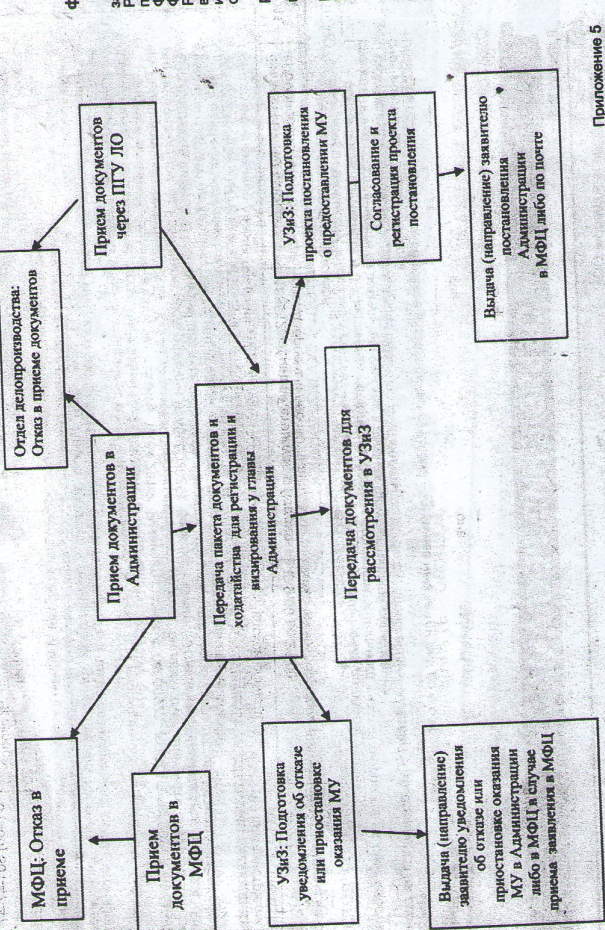 МФЦ: Отказ в
приеме
Отдел делопроизводства:
Отказ в приеме документов
Прием
документов в
МФЦ
Прием документов в
Администрации
Прием документов
через ПГУ ЛО
Передача пакета документов и
ходатайства для регистрации и
визирования у главы
Администрации
УЗиЗ: Подготовка
уведомления об отказе
или приостановке
оказания МУ
Передача документов для
рассмотрения в УЗиЗ
УЗиЗ: Подготовка
проекта постановления
о предоставлении МУ
Согласование и
регистрация проекта
постановления
Выдача (направление)
заявителю уведомления
об отказе или
приостановке оказания
МУ в Администрации
либо в МФЦ в случае
приема заявления в МФЦ
Выдача (направление) заявителю
постановления
Администрации
в МФЦ либо по почте
Приложение 5